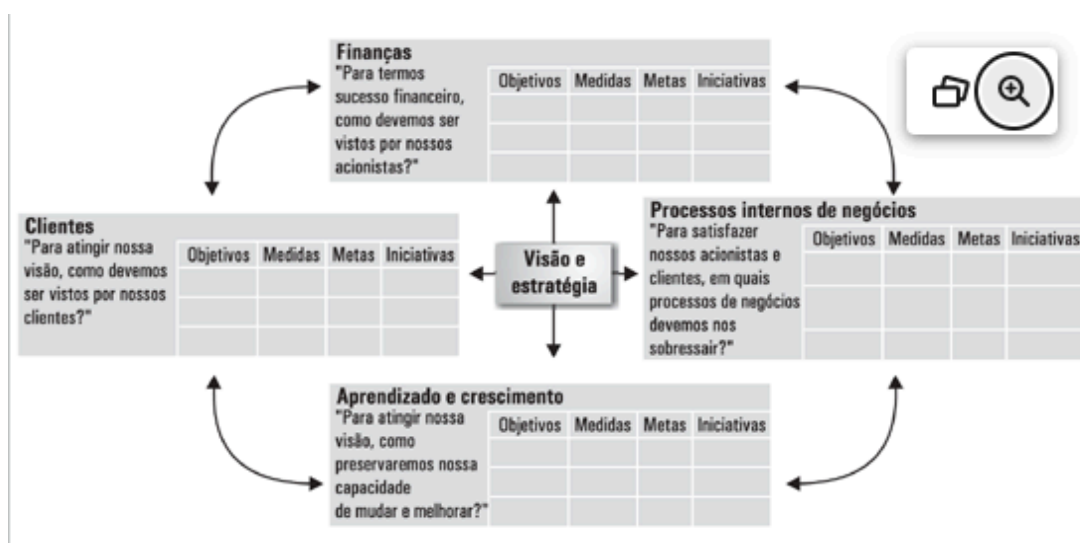 Finanças
"Para termos
sucesso financeiro,
como devemos ser
vistos por nossos
acionistas?"
Objetivos Medidas Metas Iniciativas
Clientes
"Para atingir nossa
visão, como devemos
ser vistos por nossos
clientes?"
Objetivos Medidas Metas Iniciativas
Visão e
estratégia
Processos internos de negócios
"Para satisfazer
nossos acionistas e
clientes, em quais
processos de negócios
devemos nos
sobressair?"
Objetivos Medidas Metas Iniciativas
Aprendizado e crescimento
"Para atingir nossa
visão, como
preservaremos nossa
capacidade
de mudar e melhorar?"
Objetivos Medidas Metas Iniciativas